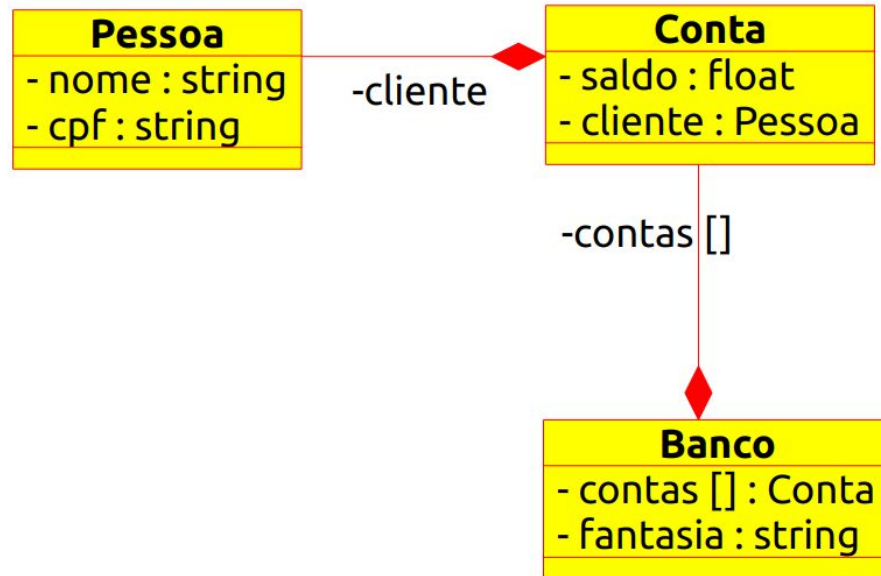 Pessoa
- nome : string
- cpf : string
-cliente
Conta
- saldo : float
- cliente : Pessoa
-contas []
Banco
- contas [] : Conta
- fantasia : string